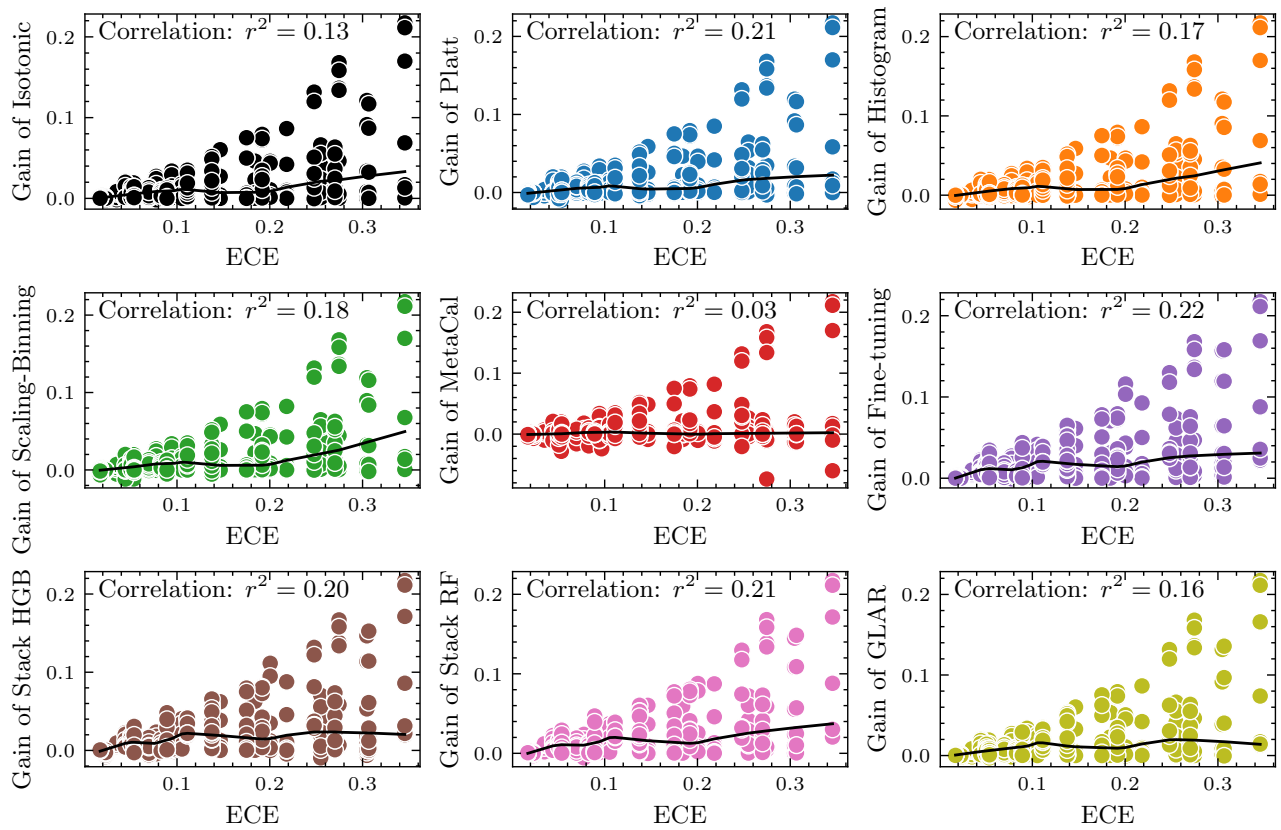 Correlation: r² = 0.13
Gain of Isotonic
0.2
0.1
0.0
0.1 0.2 0.3
ECE
Correlation: r² = 0.21
Gain of Platt
0.2
0.1
0.0
0.1 0.2 0.3
ECE
Correlation: r² = 0.17
Gain of Histogram
0.2
0.1
0.0
0.1 0.2 0.3
ECE
Correlation: r² = 0.18
Gain of Scaling-Binning
0.2
0.1
0.0
0.1 0.2 0.3
ECE
Correlation: r² = 0.03
Gain of MetaCal
0.2
0.1
0.0
0.1 0.2 0.3
ECE
Correlation: r² = 0.22
Gain of Fine-tuning
0.2
0.1
0.0
0.1 0.2 0.3
ECE
Correlation: r² = 0.20
Gain of Stack HGB
0.2
0.1
0.0
0.1 0.2 0.3
ECE
Correlation: r² = 0.21
Gain of Stack RF
0.2
0.1
0.0
0.1 0.2 0.3
ECE
Correlation: r² = 0.16
Gain of GLAR
0.2
0.1
0.0
0.1 0.2 0.3
ECE